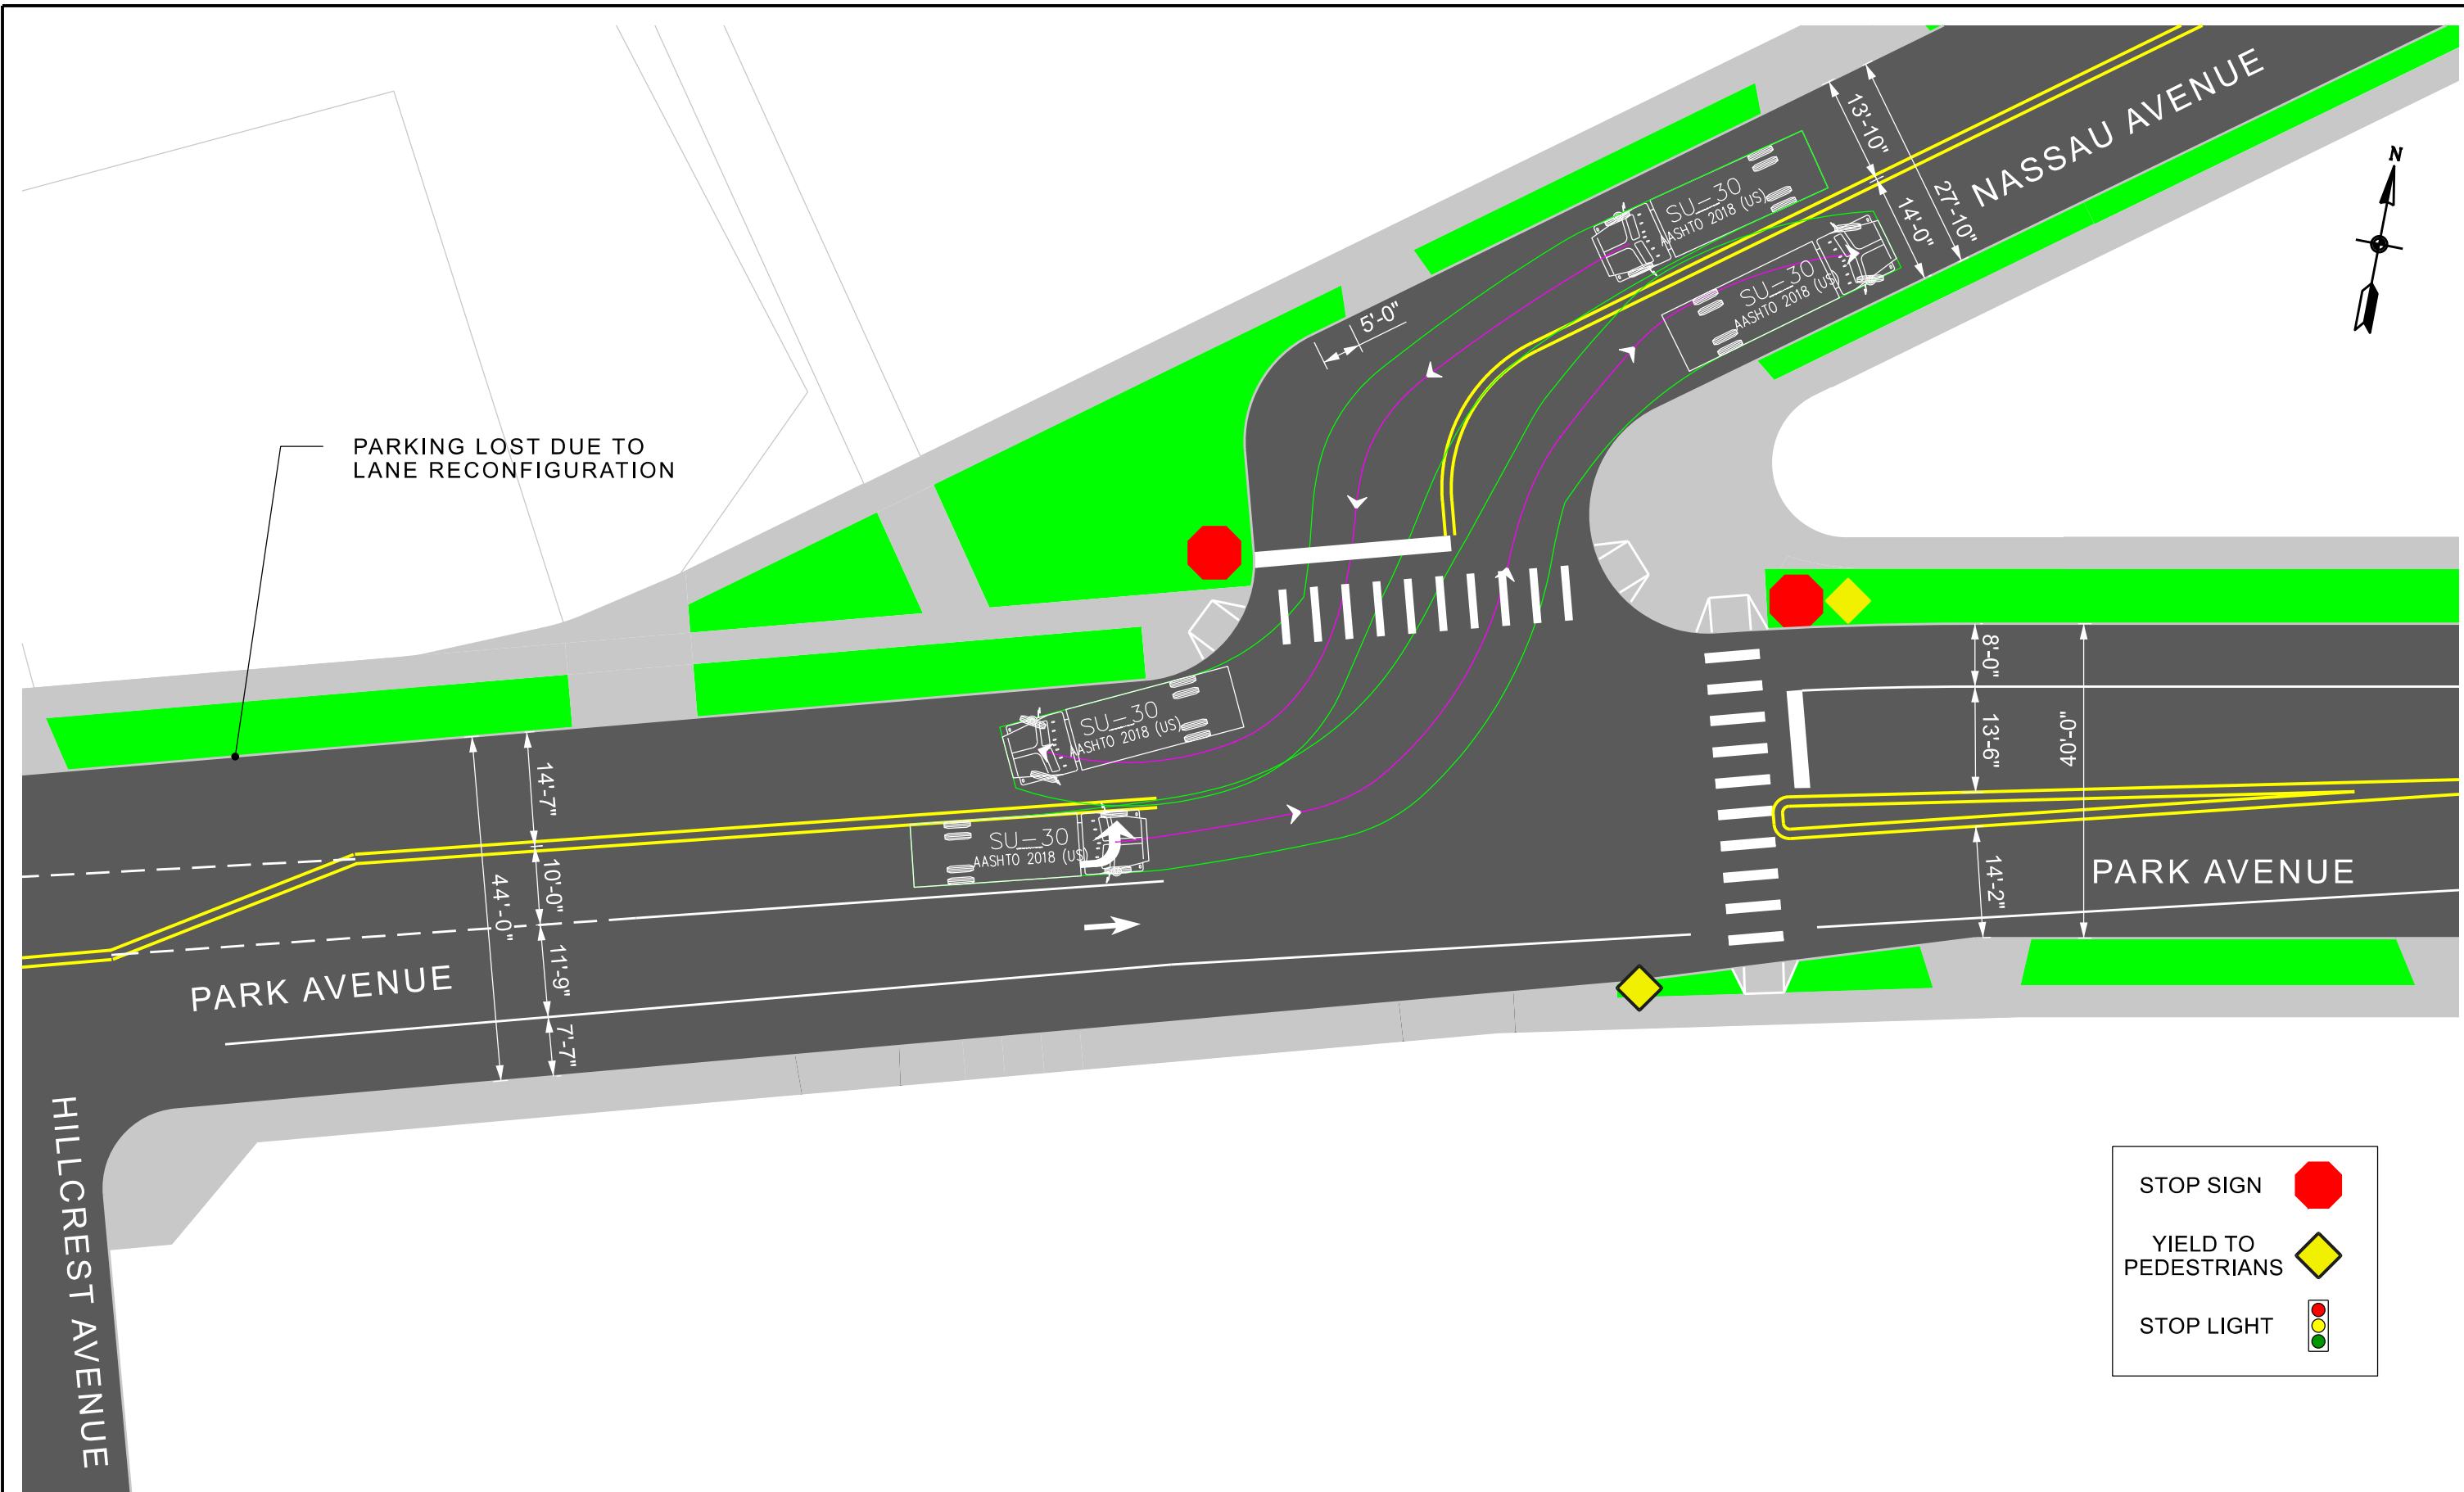 N
NASSAU AVENUE
13'-10"
27'-10"
14'-0"
SU-30
AASHTO 2018 (US)
SU-30
AASHTO 2018 (US)
5'-0"
PARKING LOST DUE TO
LANE RECONFIGURATION
8'-0"
13'-6"
40'-0"
14'-2"
PARK AVENUE
SU-30
AASHTO 2018 (US)
SU-30
AASHTO 2018 (US)
14'-7"
10'-0"
44'-0"
11'-9"
7'-7"
PARK AVENUE
HILLCREST AVENUE
STOP SIGN
YIELD TO
PEDESTRIANS
STOP LIGHT